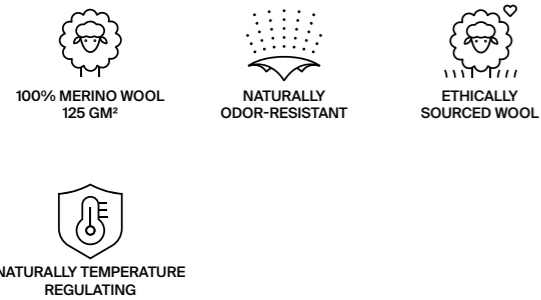 100% MERINO WOOL
125 GM²
NATURALLY
ODOR-RESISTANT
ETHICALLY
SOURCED WOOL
NATURALLY TEMPERATURE
REGULATING